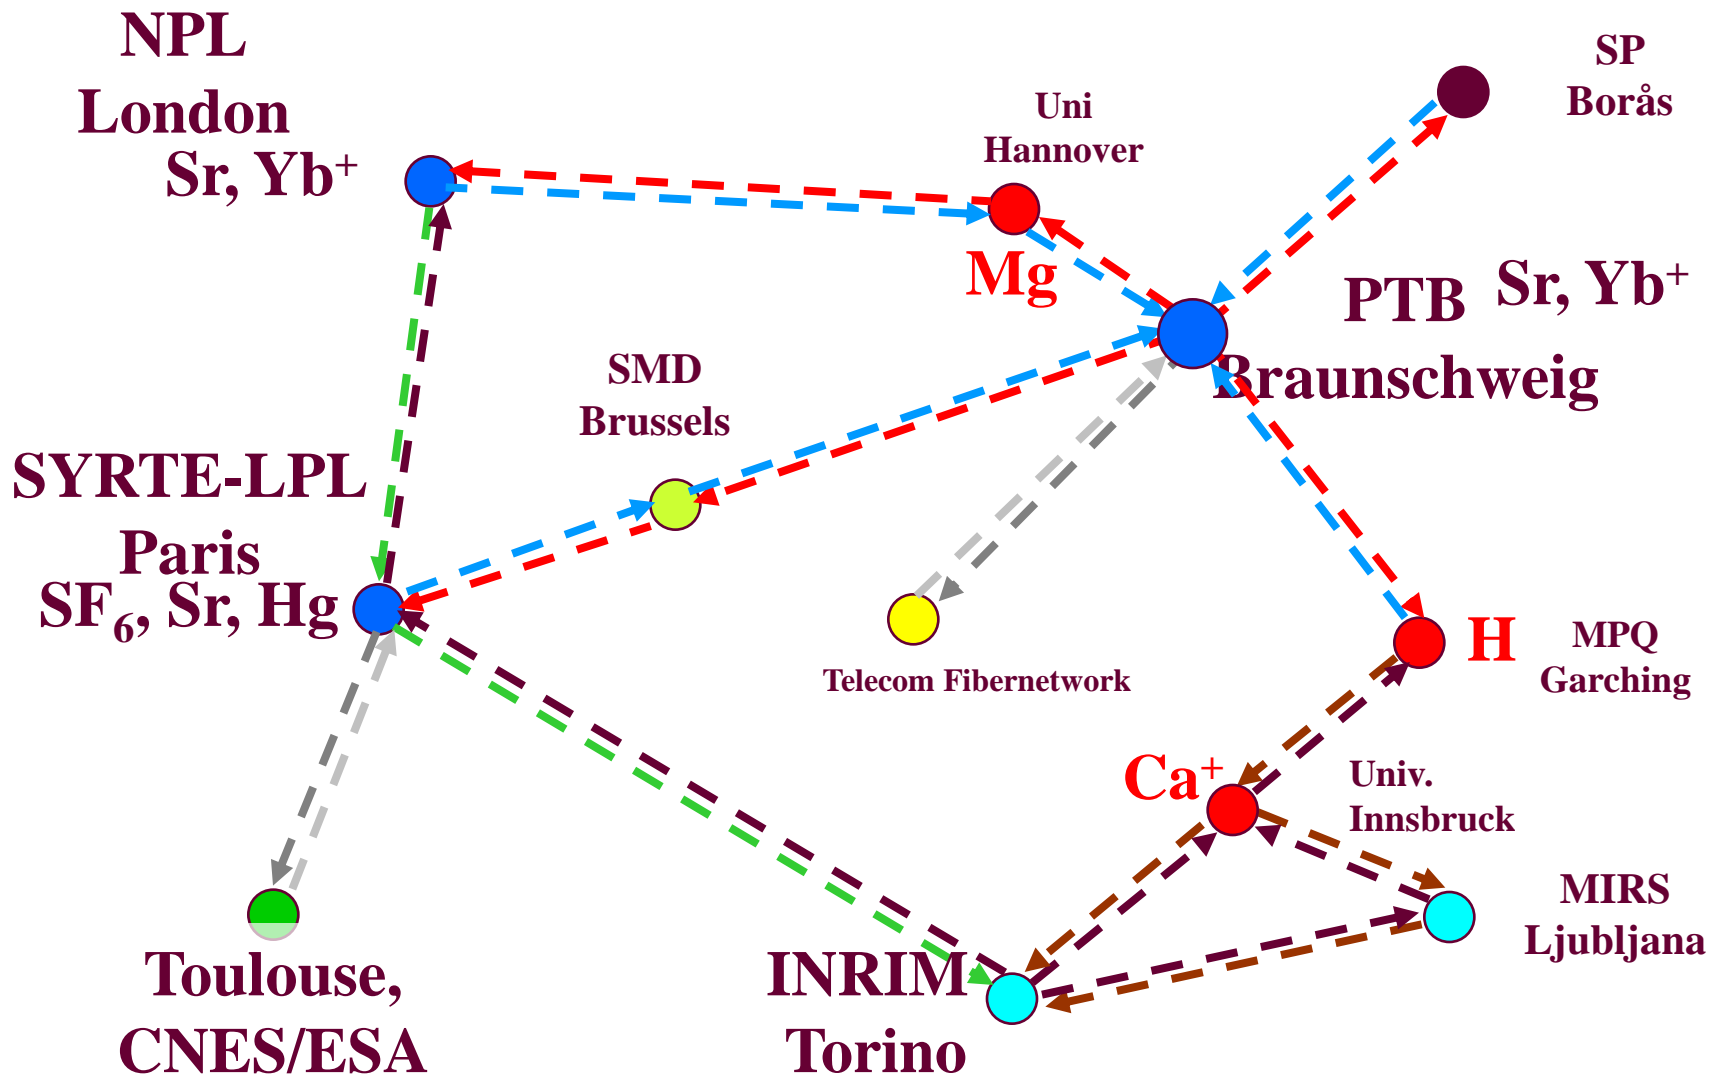 NPL
London
Sr, Yb⁺
Uni
Hannover
Mg
SP
Borås
PTB
Braunschweig
Sr, Yb⁺
SMD
Brussels
SYRTE-LPL
Paris
SF₆, Sr, Hg
Telecom Fibernetwork
H
MPQ
Garching
Ca⁺
Univ.
Innsbruck
MIRS
Ljubljana
Toulouse,
CNES/ESA
INRIM
Torino